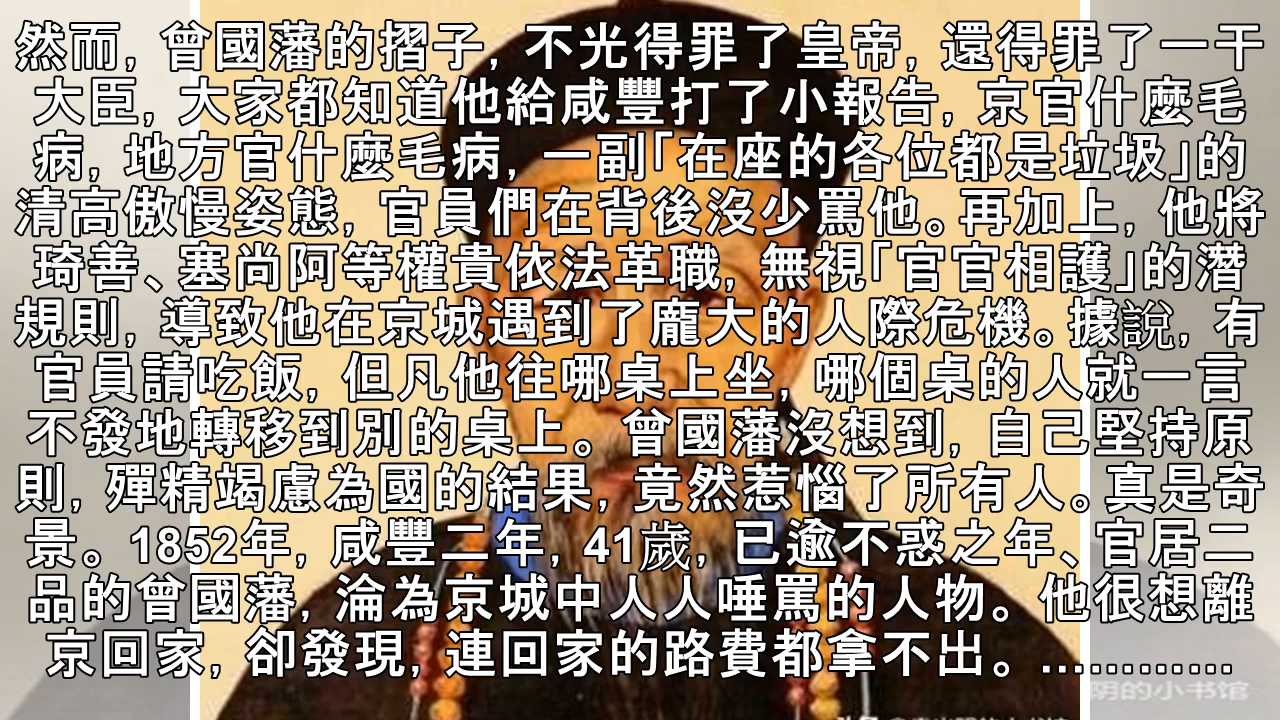 然而, 曾國藩的摺子, 不光得罪了皇帝, 還得罪了一干
大臣, 大家都知道他給咸豐打了小報告, 京官什麼毛
病, 地方官什麼毛病, 一副「在座的各位都是垃圾」的
清高傲慢姿態, 官員們在背後沒少罵他。再加上, 他將
琦善、塞尚阿等權貴依法革職, 無視「官官相護」的潛
規則, 導致他在京城遇到了龐大的人際危機。據說, 有
官員請吃飯, 但凡他往哪桌上坐, 哪個桌的人就一言
不發地轉移到別的桌上。曾國藩沒想到, 自己堅持原
則, 殫精竭慮為國的結果, 竟然惹惱了所有人。真是奇
景。1852年, 咸豐二年, 41歲, 已逾不惑之年、官居二
品的曾國藩, 淪為京城中人人唾罵的人物。他很想離
京回家, 卻發現, 連回家的路費都拿不出。…………
阴的小书馆